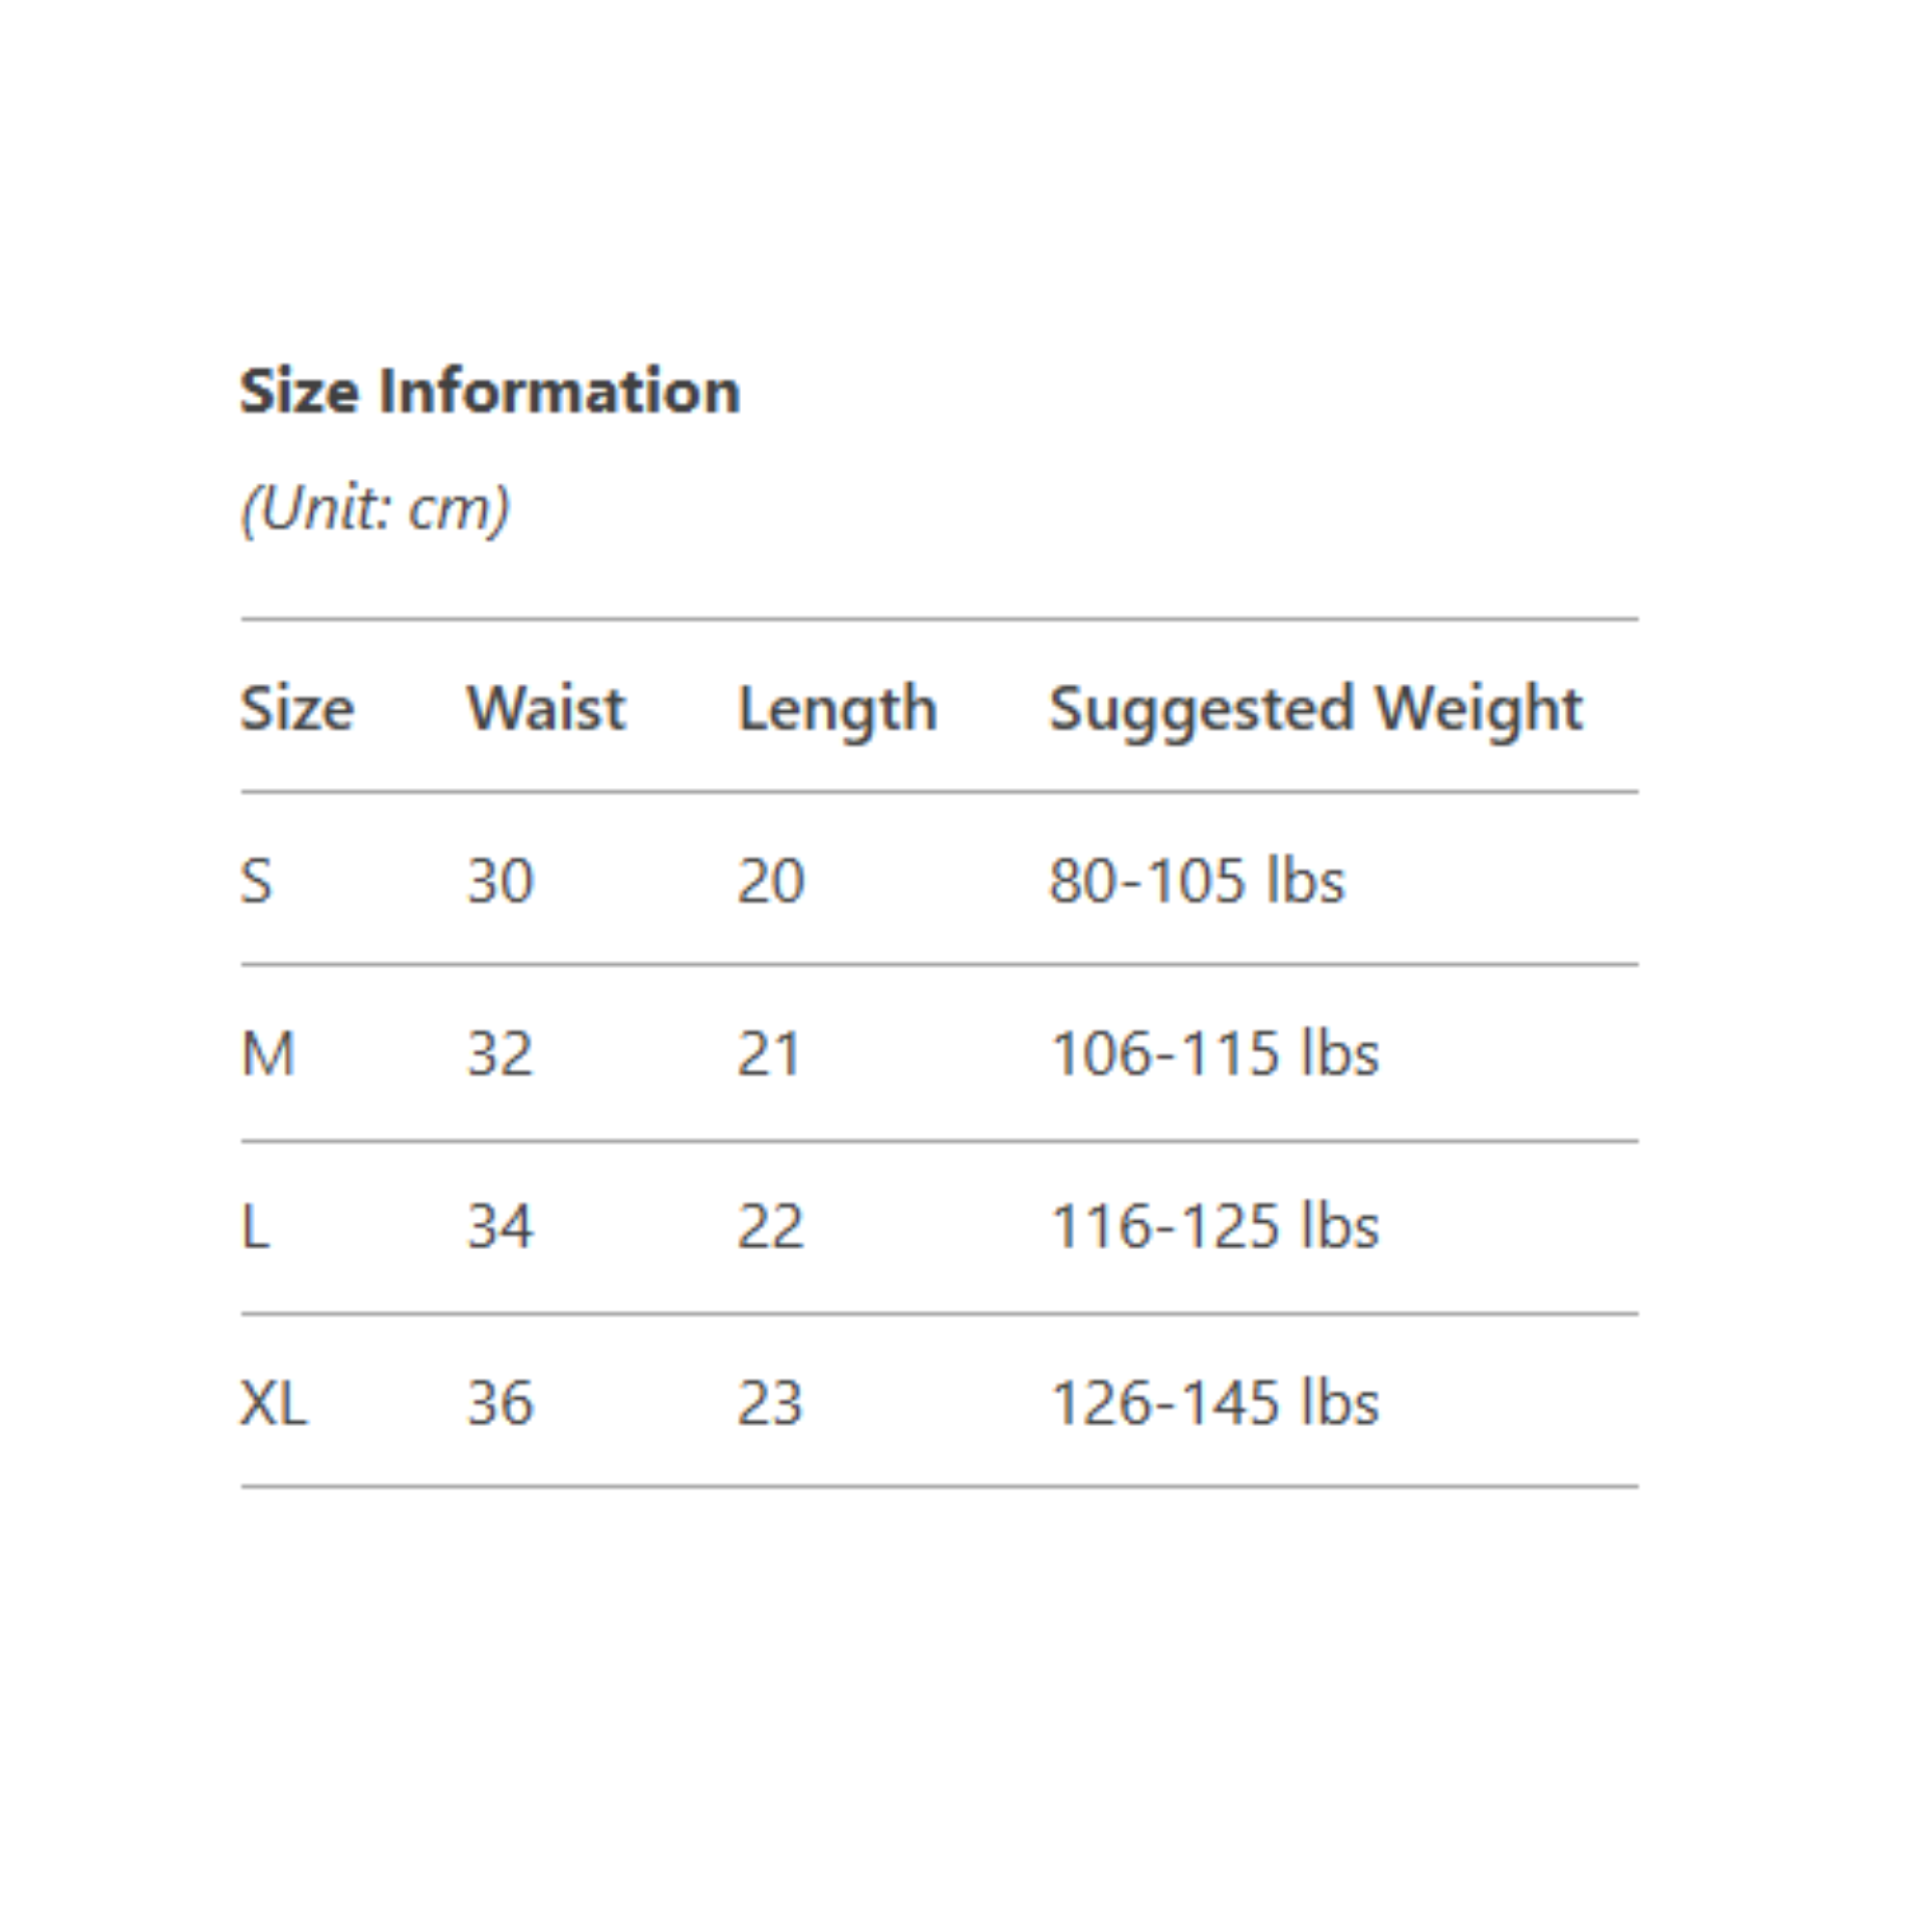 Size Information
(Unit: cm)
Size Waist Length Suggested Weight
S 30 20 80-105 lbs
M 32 21 106-115 lbs
L 34 22 116-125 lbs
XL 36 23 126-145 lbs